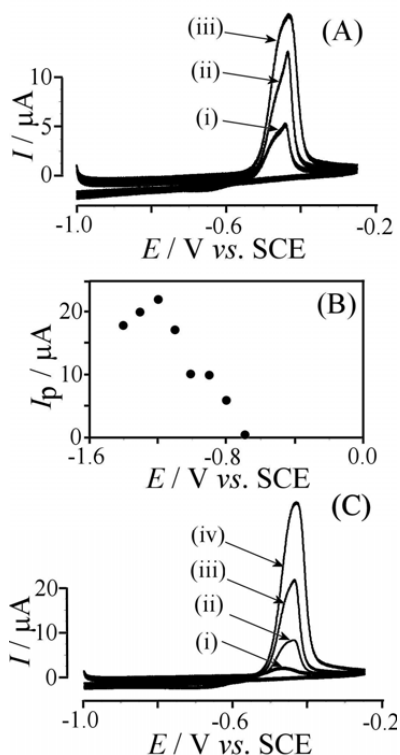 (A)
(iii)
(ii)
(i)
10
5
0
I / μA
-1.0
-0.6
-0.2
E / V vs. SCE
(B)
20
10
0
Ip / μA
-1.6
-0.8
0.0
E / V vs. SCE
(C)
(iv)
(iii)
(ii)
(i)
20
10
0
I / μA
-1.0
-0.6
-0.2
E / V vs. SCE